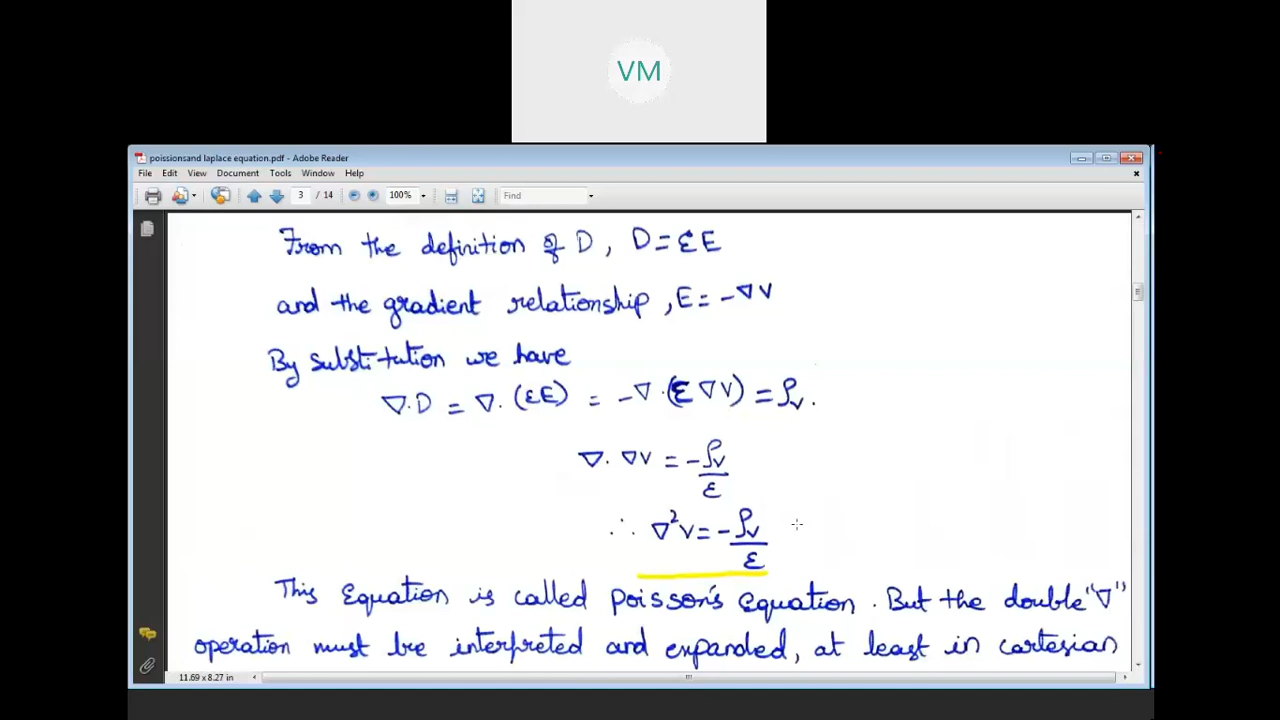 VM
poissionsand laplace equation.pdf - Adobe Reader
File Edit View Document Tools Window Help
3 / 14 100% Find
From the definition of D, D = εE
and the gradient relationship, E = -∇V
By substitution we have
∇.D = ∇.(εE) = -∇.(ε∇V) = ρv.
∇.∇V = -ρv/ε
∴ ∇²V = -ρv/ε
This Equation is called poisson's equation. But the double "∇"
operation must be interpreted and expanded, at least in cartesian
11.69 x 8.27 in